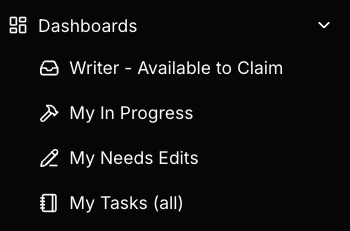 Dashboards
Writer - Available to Claim
My In Progress
My Needs Edits
My Tasks (all)